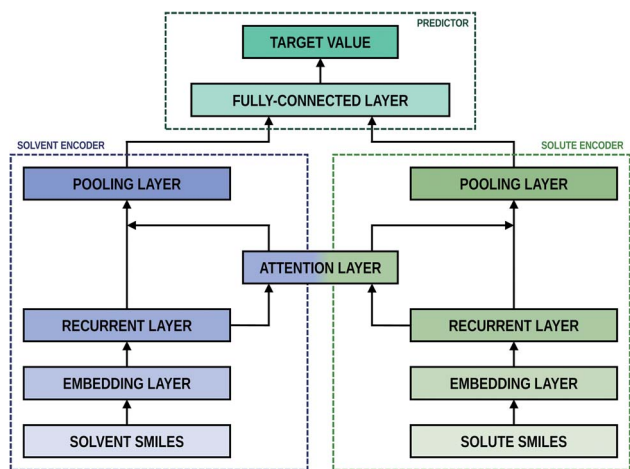 PREDICTOR
TARGET VALUE
FULLY-CONNECTED LAYER
SOLVENT ENCODER
SOLUTE ENCODER
POOLING LAYER
POOLING LAYER
ATTENTION LAYER
RECURRENT LAYER
RECURRENT LAYER
EMBEDDING LAYER
EMBEDDING LAYER
SOLVENT SMILES
SOLUTE SMILES